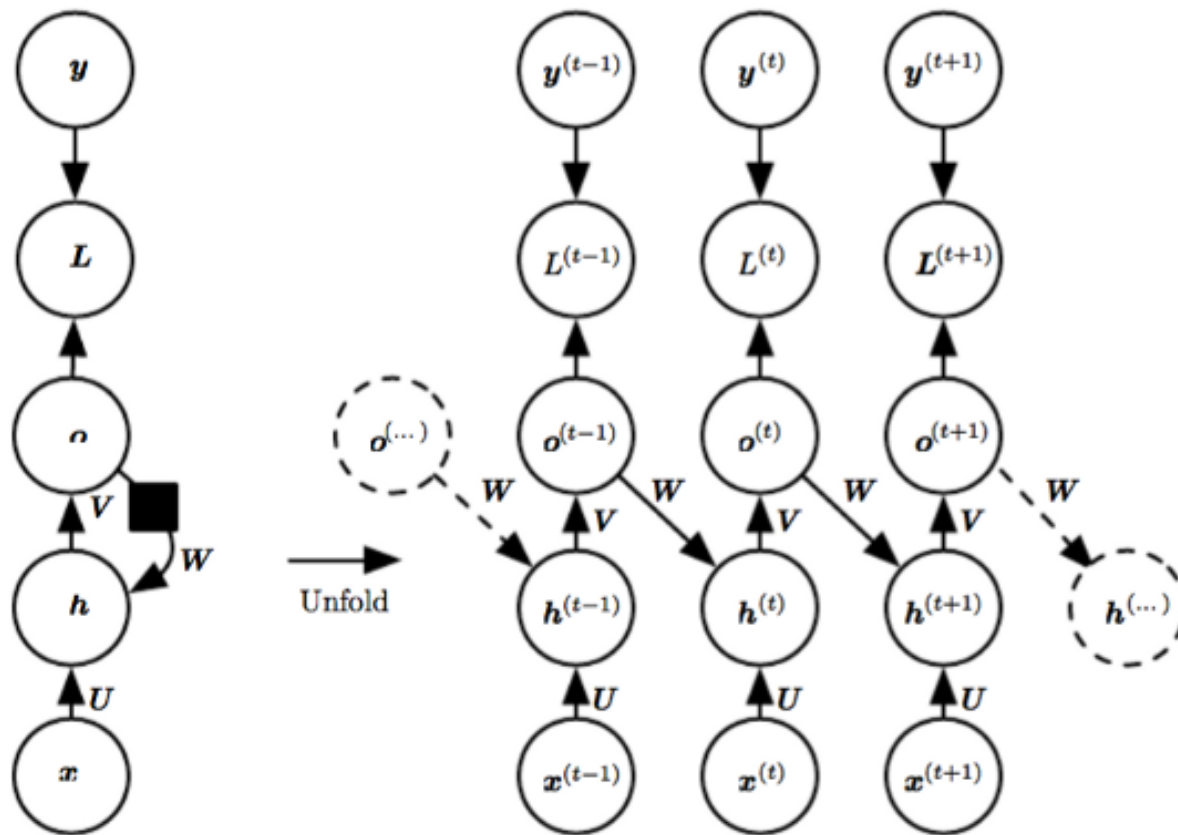 y y^(t−1) y^(t) y^(t+1)
L L^(t−1) L^(t) L^(t+1)
o o^(...) o^(t−1) o^(t) o^(t+1)
W W W W
V V V V
W
Unfold
h h^(t−1) h^(t) h^(t+1) h^(...)
U U U U
x x^(t−1) x^(t) x^(t+1)